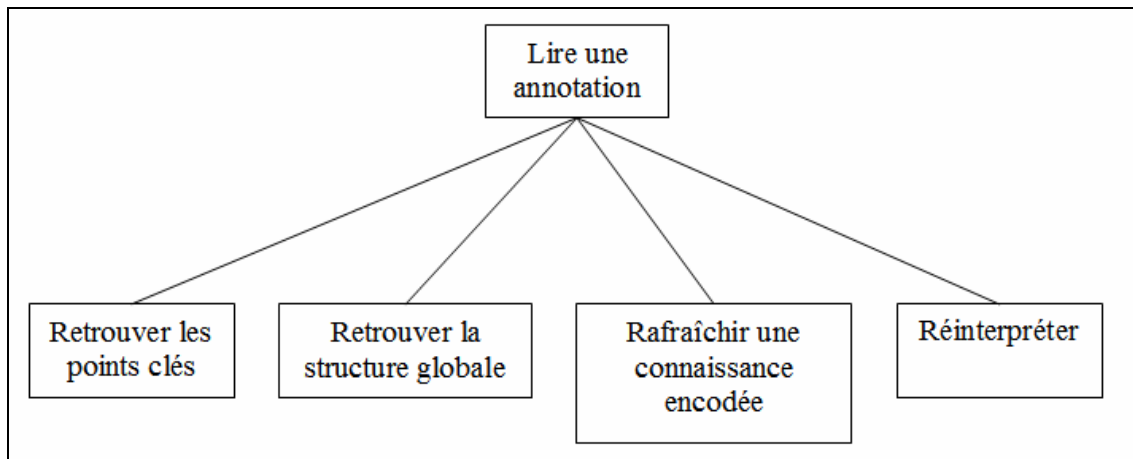 Lire une
annotation
Retrouver les
points clés
Retrouver la
structure globale
Rafraîchir une
connaissance
encodée
Réinterpréter